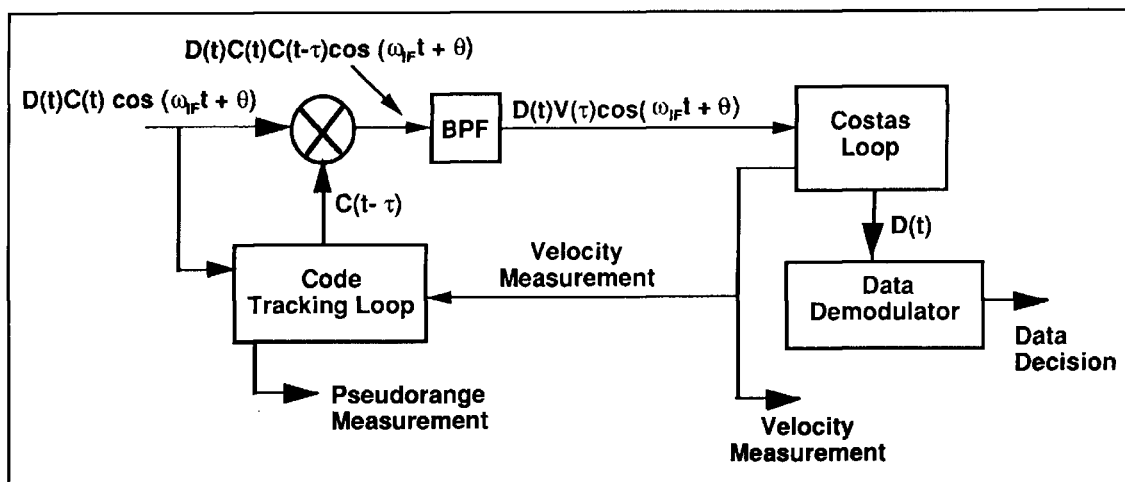 D(t)C(t)C(t-τ)cos (ω_IF t + θ)
D(t)C(t) cos (ω_IF t + θ)
BPF
D(t)V(τ)cos(ω_IF t + θ)
Costas
Loop
C(t- τ)
D(t)
Code
Tracking Loop
Velocity
Measurement
Data
Demodulator
Data
Decision
Pseudorange
Measurement
Velocity
Measurement